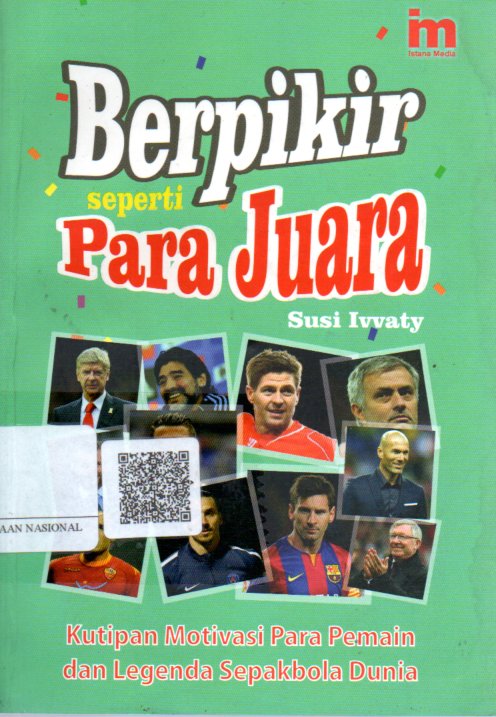 im
Istana Media
Berpikir
seperti
Para Juara
Susi Ivvaty
AAN NASIONAL
Kutipan Motivasi Para Pemain
dan Legenda Sepakbola Dunia